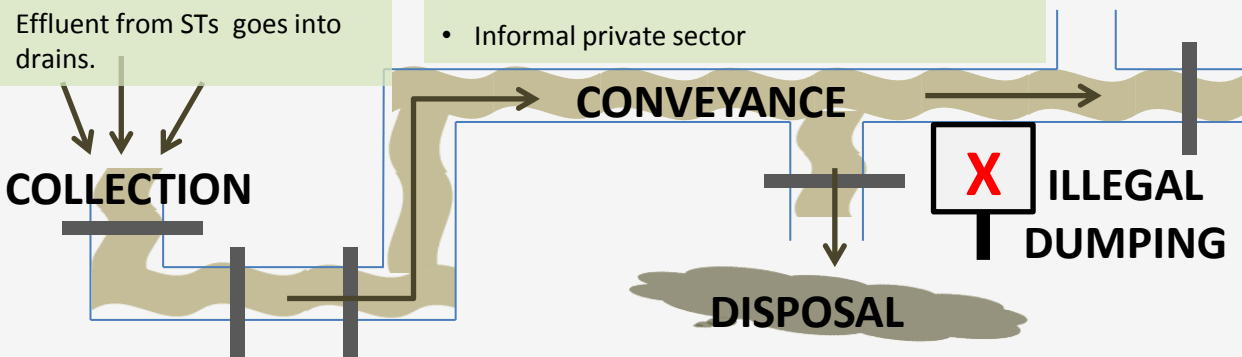 Effluent from STs goes into
drains.
• Informal private sector
CONVEYANCE
COLLECTION
X
ILLEGAL
DUMPING
DISPOSAL